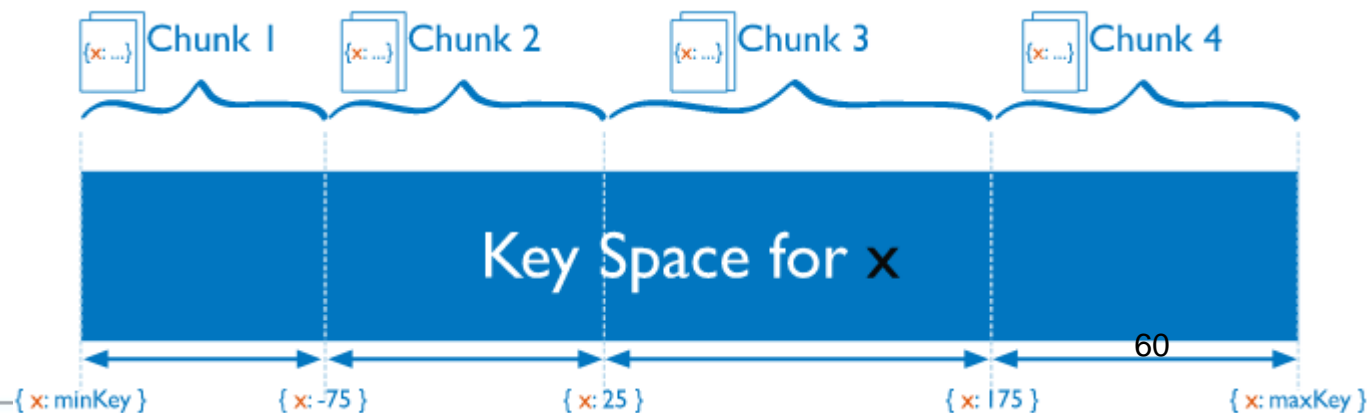 {x: ...} Chunk 1 {x: ...} Chunk 2 {x: ...} Chunk 3 {x: ...} Chunk 4
Key Space for x
60
{ x: minKey } { x: -75 } { x: 25 } { x: 175 } { x: maxKey }